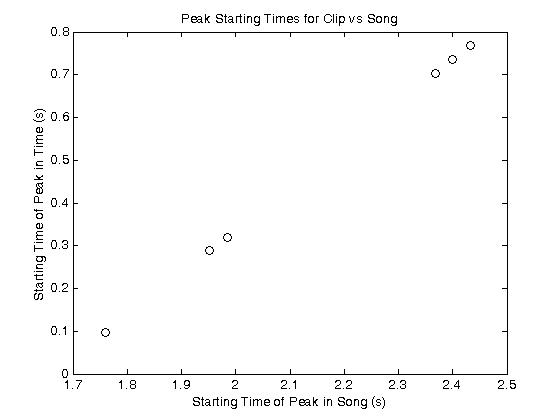 Peak Starting Times for Clip vs Song
0.8
0.7
0.6
0.5
0.4
0.3
0.2
0.1
0
Starting Time of Peak in Time (s)
1.7 1.8 1.9 2 2.1 2.2 2.3 2.4 2.5
Starting Time of Peak in Song (s)